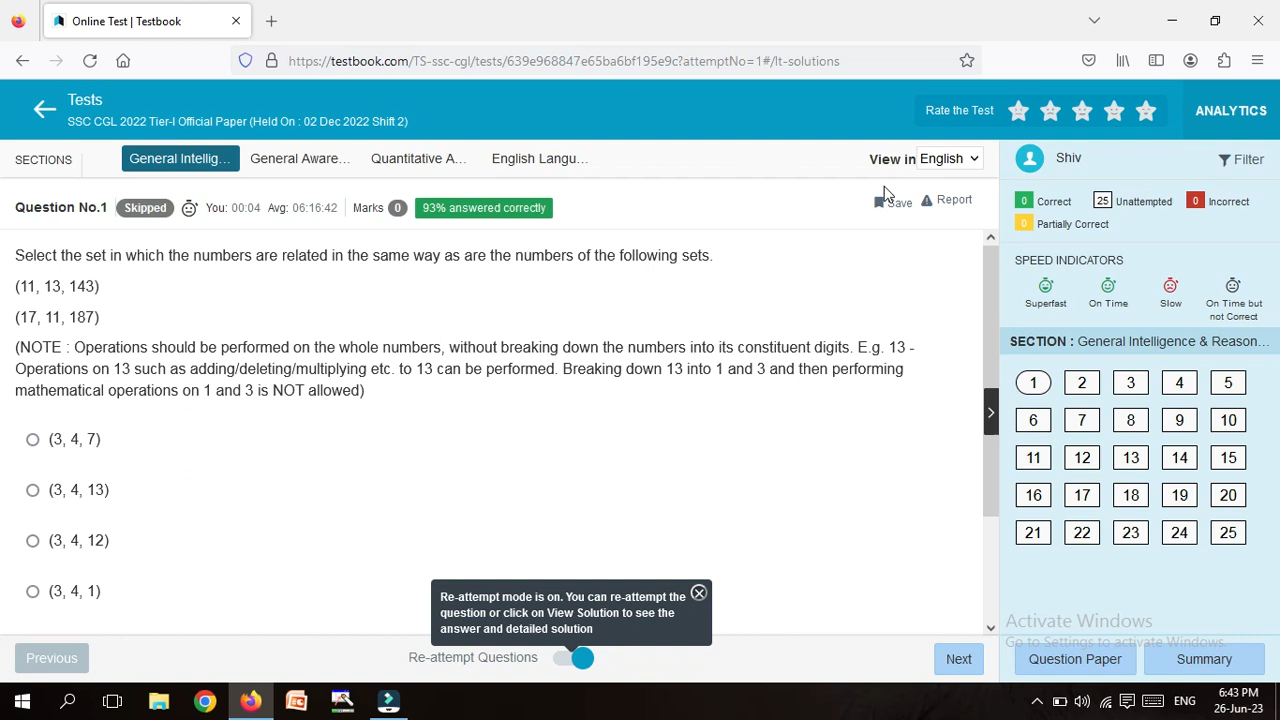 Online Test | Testbook
https://testbook.com/TS-ssc-cgl/tests/639e968847e65ba6bf195e9c?attemptNo=1#/lt-solutions
Tests
SSC CGL 2022 Tier-I Official Paper (Held On : 02 Dec 2022 Shift 2)
Rate the Test
ANALYTICS
SECTIONS
General Intellig...
General Aware...
Quantitative A...
English Langu...
View in English
Shiv
Filter
Question No.1 Skipped You: 00:04 Avg: 06:16:42 Marks 0 93% answered correctly
Save Report
0 Correct 25 Unattempted 0 Incorrect
0 Partially Correct
Select the set in which the numbers are related in the same way as are the numbers of the following sets.
(11, 13, 143)
(17, 11, 187)
(NOTE : Operations should be performed on the whole numbers, without breaking down the numbers into its constituent digits. E.g. 13 -
Operations on 13 such as adding/deleting/multiplying etc. to 13 can be performed. Breaking down 13 into 1 and 3 and then performing
mathematical operations on 1 and 3 is NOT allowed)
(3, 4, 7)
(3, 4, 13)
(3, 4, 12)
(3, 4, 1)
SPEED INDICATORS
Superfast On Time Slow On Time but
not Correct
SECTION : General Intelligence & Reason...
1 2 3 4 5
6 7 8 9 10
11 12 13 14 15
16 17 18 19 20
21 22 23 24 25
Re-attempt mode is on. You can re-attempt the
question or click on View Solution to see the
answer and detailed solution
Activate Windows
Go to Settings to activate Windows.
Previous
Re-attempt Questions
Next
Question Paper
Summary
ENG
6:43 PM
26-Jun-23